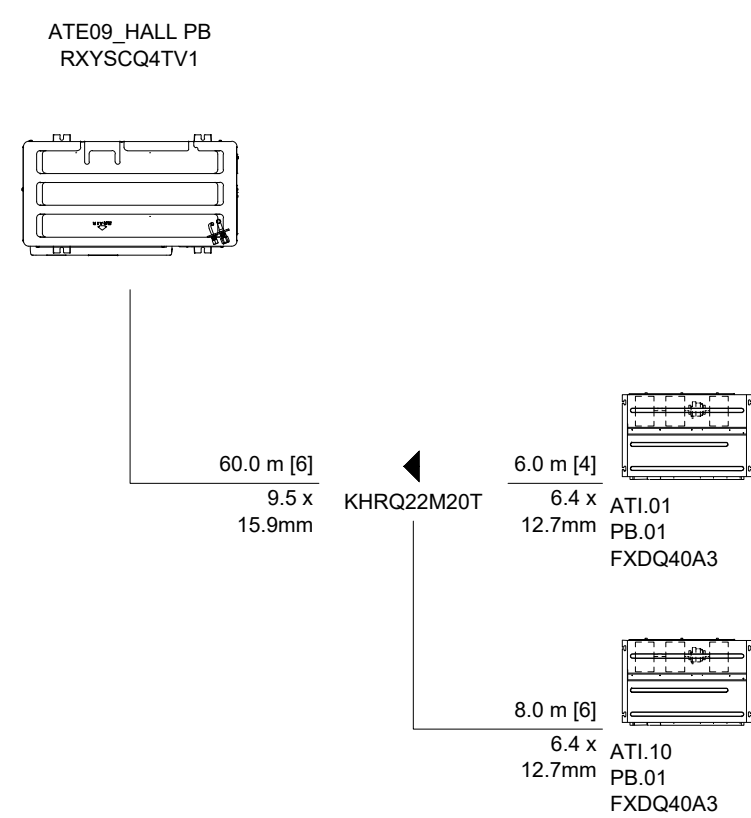 ATE09_HALL PB
RXYSCQ4TV1
60.0 m [6]
9.5 x
15.9mm
KHRQ22M20T
6.0 m [4]
6.4 x
12.7mm
ATI.01
PB.01
FXDQ40A3
8.0 m [6]
6.4 x
12.7mm
ATI.10
PB.01
FXDQ40A3